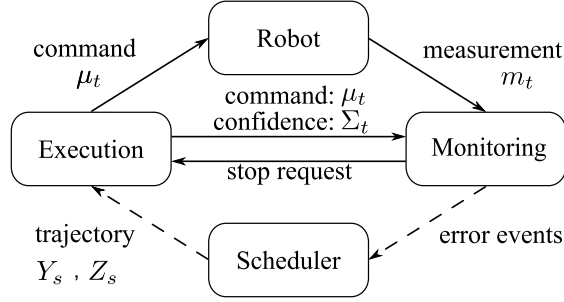 Robot
command
μ_t
measurement
m_t
command: μ_t
confidence: Σ_t
Execution
Monitoring
stop request
trajectory
Y_s , Z_s
Scheduler
error events